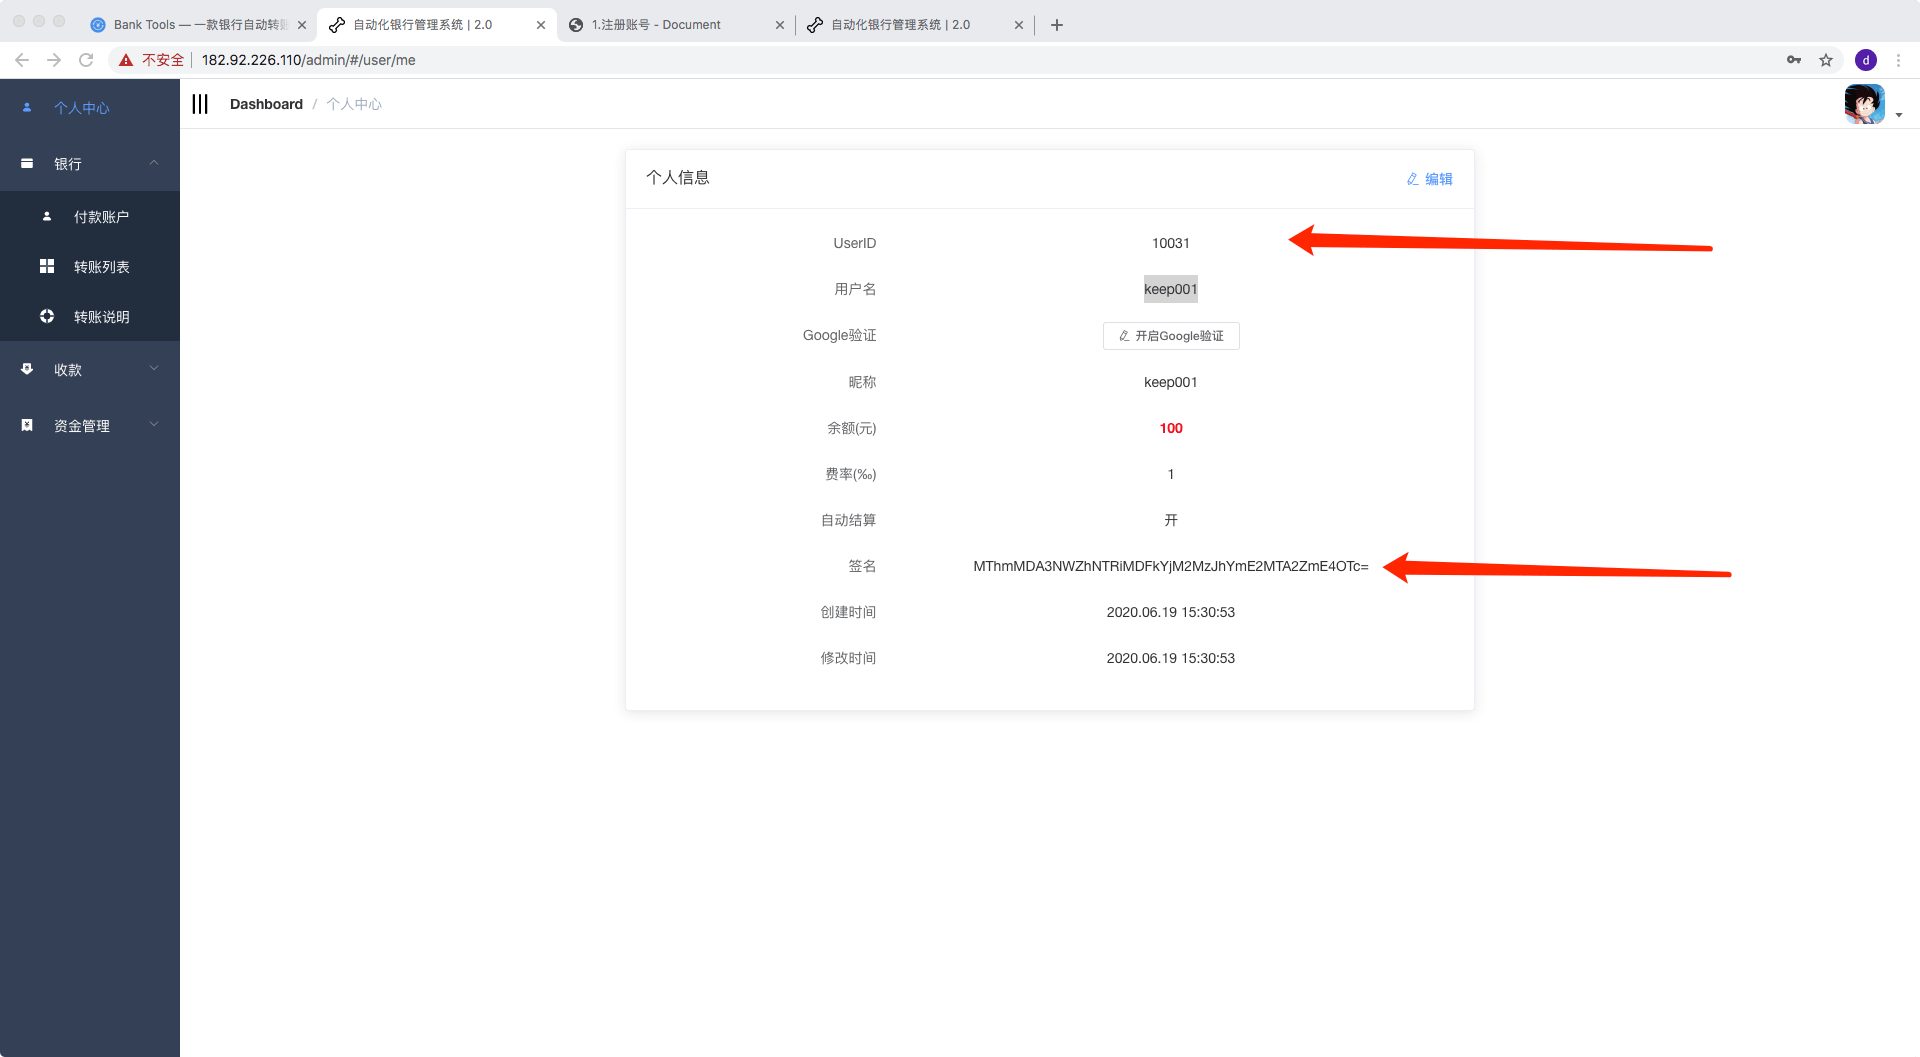 Bank Tools — 一款银行自动转账
自动化银行管理系统 | 2.0
1.注册账号 - Document
自动化银行管理系统 | 2.0
不安全
182.92.226.110/admin/#/user/me
d
个人中心
银行
付款账户
转账列表
转账说明
收款
资金管理
Dashboard / 个人中心
个人信息
编辑
UserID 10031
用户名 keep001
Google验证 开启Google验证
昵称 keep001
余额(元) 100
费率(‰) 1
自动结算 开
签名 MThmMDA3NWZhNTRiMDFkYjM2MzJhYmE2MTA2ZmE4OTc=
创建时间 2020.06.19 15:30:53
修改时间 2020.06.19 15:30:53